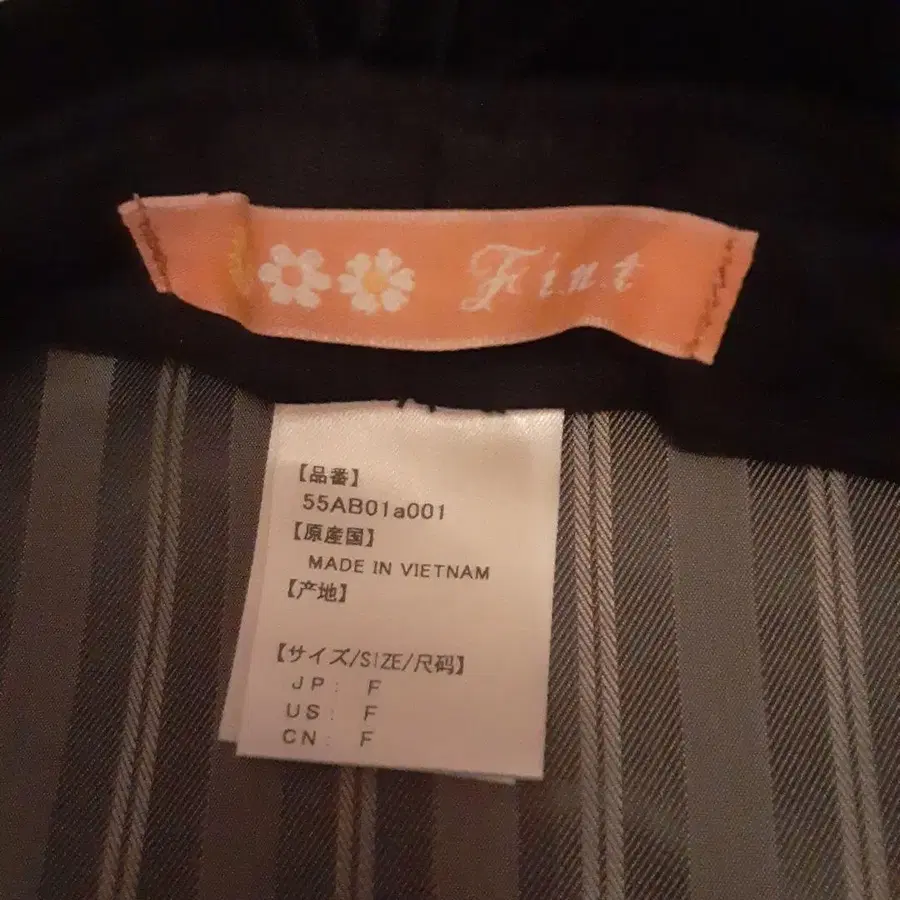 F.i.n.t
【品番】
55AB01a001
【原産国】
MADE IN VIETNAM
【产地】
【サイズ/SIZE/尺码】
JP: F
US: F
CN: F